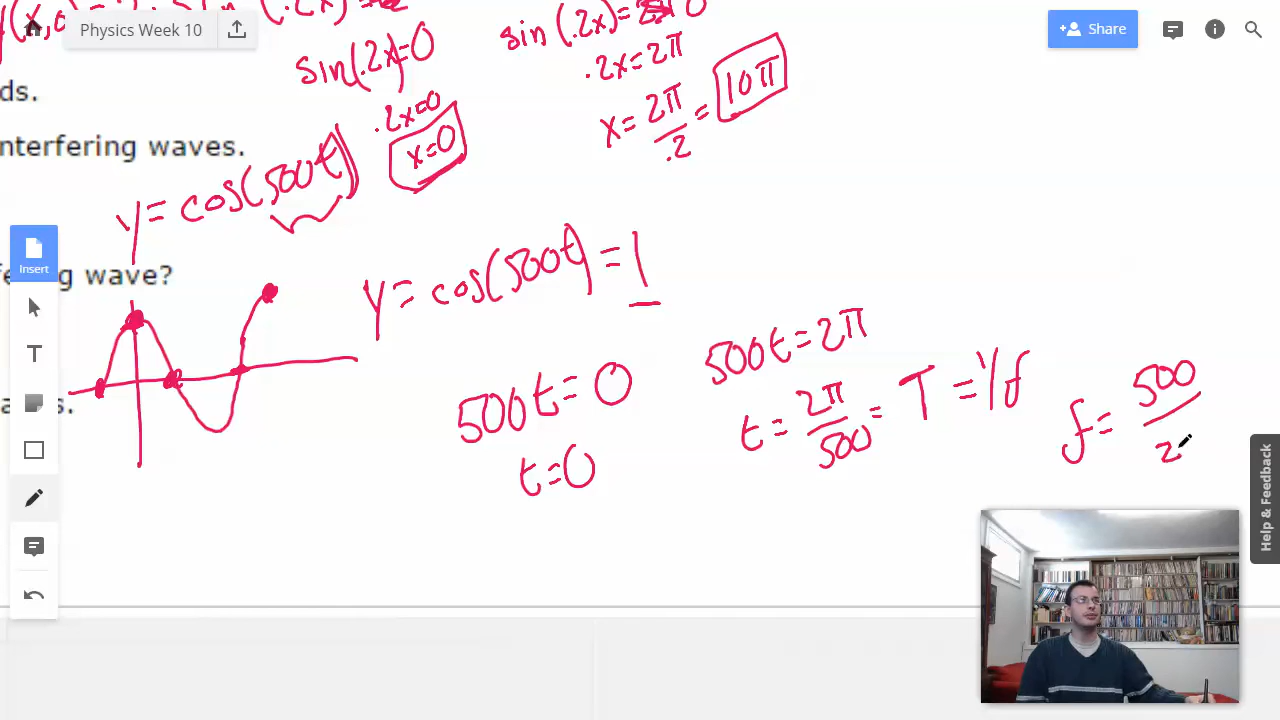 Physics Week 10
Share
sin(.2x)=0
sin(.2x)=
.2x=2π
ds.
.2x=0
x=2π/.2=10π
nterfering waves.
x=0
y=cos(500t)
Insert
ering wave?
y=cos(500t)=1
500t=0
t=0
500t=2π
t=2π/500=T=1/f
f=500/2
s.
Help & Feedback